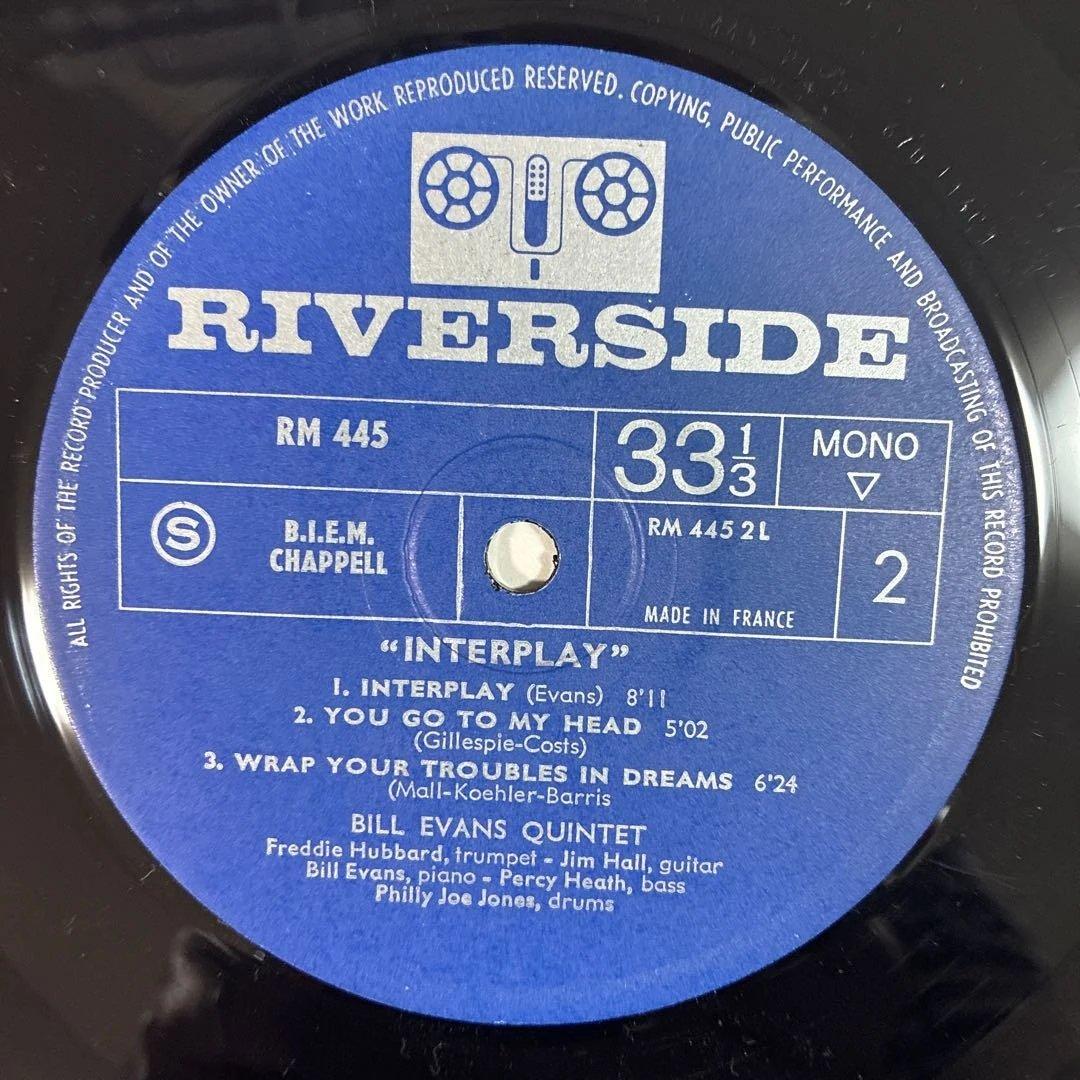 ALL RIGHTS OF THE RECORD PRODUCER AND OF THE OWNER OF THE WORK REPRODUCED RESERVED. COPYING, PUBLIC PERFORMANCE AND BROADCASTING OF THIS RECORD PROHIBITED
RIVERSIDE
RM 445
33 1/3
MONO
S
B.I.E.M.
CHAPPELL
RM 445 2 L
MADE IN FRANCE
2
“INTERPLAY”
1. INTERPLAY (Evans) 8'11
2. YOU GO TO MY HEAD 5'02
(Gillespie-Costs)
3. WRAP YOUR TROUBLES IN DREAMS 6'24
(Mall-Koehler-Barris
BILL EVANS QUINTET
Freddie Hubbard, trumpet - Jim Hall, guitar
Bill Evans, piano - Percy Heath, bass
Philly Joe Jones, drums